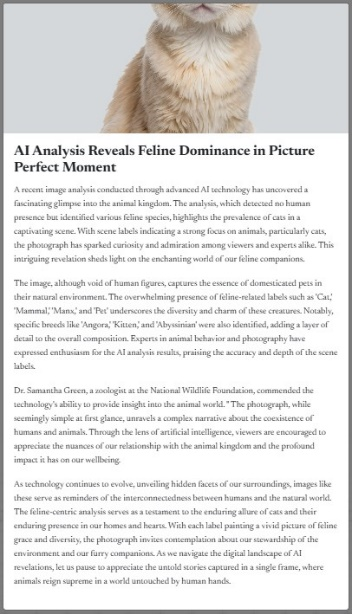 AI Analysis Reveals Feline Dominance in Picture
Perfect Moment
A recent image analysis conducted through advanced AI technology has uncovered a
fascinating glimpse into the animal kingdom. The analysis, which detected no human
presence but identified various feline species, highlights the prevalence of cats in a
captivating scene. With scene labels indicating a strong focus on animals, particularly cats,
the photograph has sparked curiosity and admiration among viewers and experts alike. This
intriguing revelation sheds light on the enchanting world of our feline companions.
The image, although void of human figures, captures the essence of domesticated pets in
their natural environment. The overwhelming presence of feline-related labels such as 'Cat,'
'Mammal,' 'Manx,' and 'Pet' underscores the diversity and charm of these creatures. Notably,
specific breeds like 'Angora,' 'Kitten,' and 'Abyssinian' were also identified, adding a layer of
detail to the overall composition. Experts in animal behavior and photography have
expressed enthusiasm for the AI analysis results, praising the accuracy and depth of the scene
labels.
Dr. Samantha Green, a zoologist at the National Wildlife Foundation, commended the
technology's ability to provide insight into the animal world. "The photograph, while
seemingly simple at first glance, unravels a complex narrative about the coexistence of
humans and animals. Through the lens of artificial intelligence, viewers are encouraged to
appreciate the nuances of our relationship with the animal kingdom and the profound
impact it has on our wellbeing.
As technology continues to evolve, unveiling hidden facets of our surroundings, images like
these serve as reminders of the interconnectedness between humans and the natural world.
The feline-centric analysis serves as a testament to the enduring allure of cats and their
enduring presence in our homes and hearts. With each label painting a vivid picture of feline
grace and diversity, the photograph invites contemplation about our stewardship of the
environment and our furry companions. As we navigate the digital landscape of AI
revelations, let us pause to appreciate the untold stories captured in a single frame, where
animals reign supreme in a world untouched by human hands.